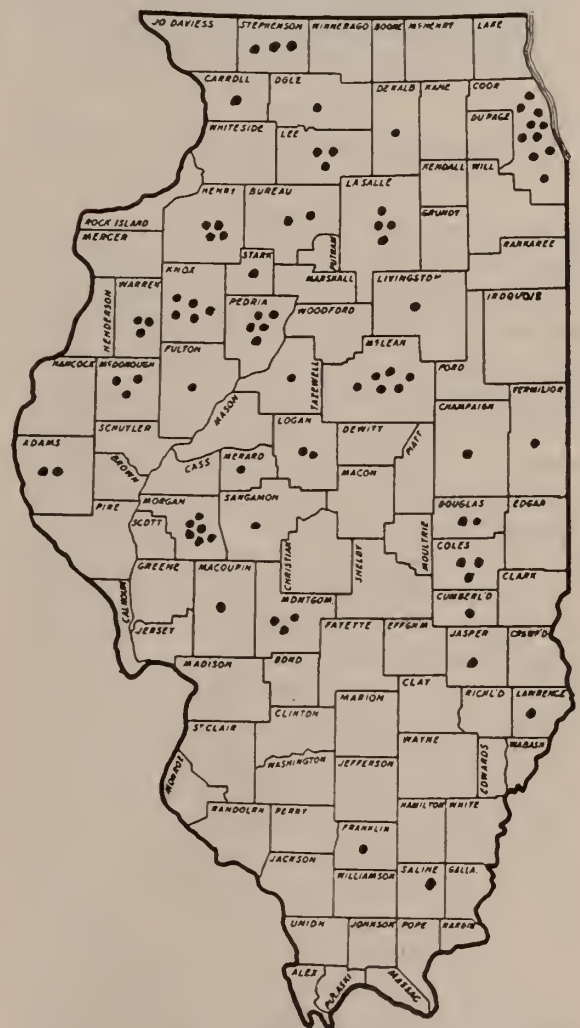 JO DAVIESS
STEPHENSON
WINNEBAGO
BOONE
McHENRY
LAKE
CARROLL
OGLE
DEKALB
KANE
COOK
DU PAGE
WHITESIDE
LEE
KENDALL
WILL
HENRY
BUREAU
LASALLE
GRUNDY
ROCK ISLAND
MERCER
PUTNAM
KANKAKEE
STARK
MARSHALL
LIVINGSTON
KNOX
WARREN
HENDERSON
PEORIA
WOODFORD
IROQUOIS
FULTON
McLEAN
HANCOCK
McDONOUGH
TAZEWELL
FORD
VERMILION
MASON
CHAMPAIGN
SCHUYLER
LOGAN
DEWITT
PIATT
ADAMS
BROWN
CASS
MENARD
MACON
PIKE
MORGAN
SCOTT
SANGAMON
DOUGLAS
EDGAR
CHRISTIAN
SHELBY
MOULTRIE
COLES
GREENE
MACOUPIN
CLARK
CALHOUN
MONTGOM
CUMBERL'D
JERSEY
FAYETTE
EFFGHM
JASPER
CRAWF'D
MADISON
BOND
CLAY
RICHL'D
LAWRENCE
MARION
CLINTON
ST CLAIR
WAYNE
EDWARDS
WABASH
WASHINGTON
JEFFERSON
MONROE
RANDOLPH
PERRY
HAMILTON
WHITE
FRANKLIN
JACKSON
WILLIAMSON
SALINE
GALLA.
UNION
JOHNSON
POPE
HARDIN
ALEX
PULASKI
MASSAC